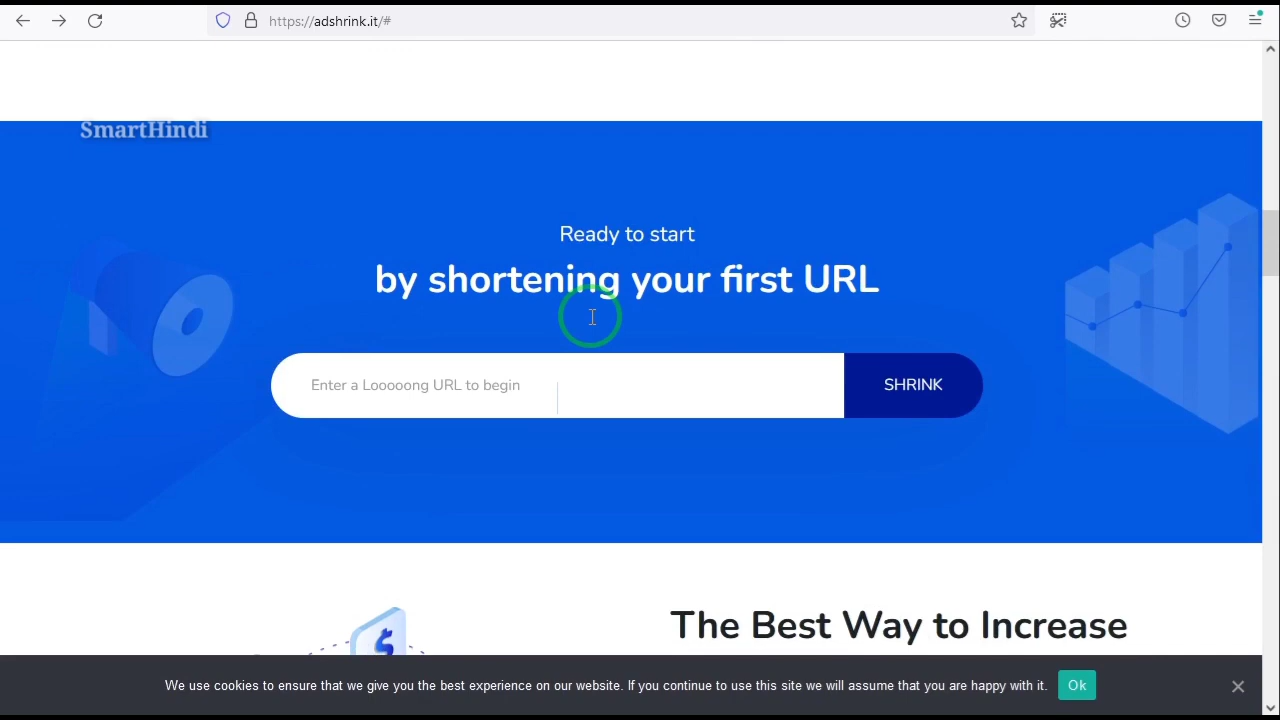 https://adshrink.it/#
SmartHindi
Ready to start
by shortening your first URL
Enter a Looooong URL to begin
SHRINK
The Best Way to Increase
We use cookies to ensure that we give you the best experience on our website. If you continue to use this site we will assume that you are happy with it.
Ok